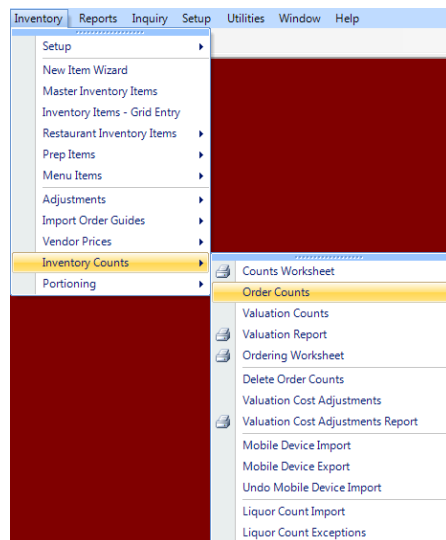 Inventory Reports Inquiry Setup Utilities Window Help
Setup
New Item Wizard
Master Inventory Items
Inventory Items - Grid Entry
Restaurant Inventory Items
Prep Items
Menu Items
Adjustments
Import Order Guides
Vendor Prices
Inventory Counts
Portioning
Counts Worksheet
Order Counts
Valuation Counts
Valuation Report
Ordering Worksheet
Delete Order Counts
Valuation Cost Adjustments
Valuation Cost Adjustments Report
Mobile Device Import
Mobile Device Export
Undo Mobile Device Import
Liquor Count Import
Liquor Count Exceptions